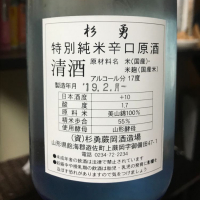 杉勇
特別純米辛口原酒
清酒
原材料名 米(国産)・
米麹(国産米)
アルコール分 17度
製造年月 '19.2.
日本酒度 +10
酸度 1.7
原料米 美山錦100%
精米歩合 55%
使用酵母 山形酵母
(資)杉勇蕨岡酒造場
山形県飽海郡遊佐町上蕨岡字御備田47-1
電話 0234-72-2234